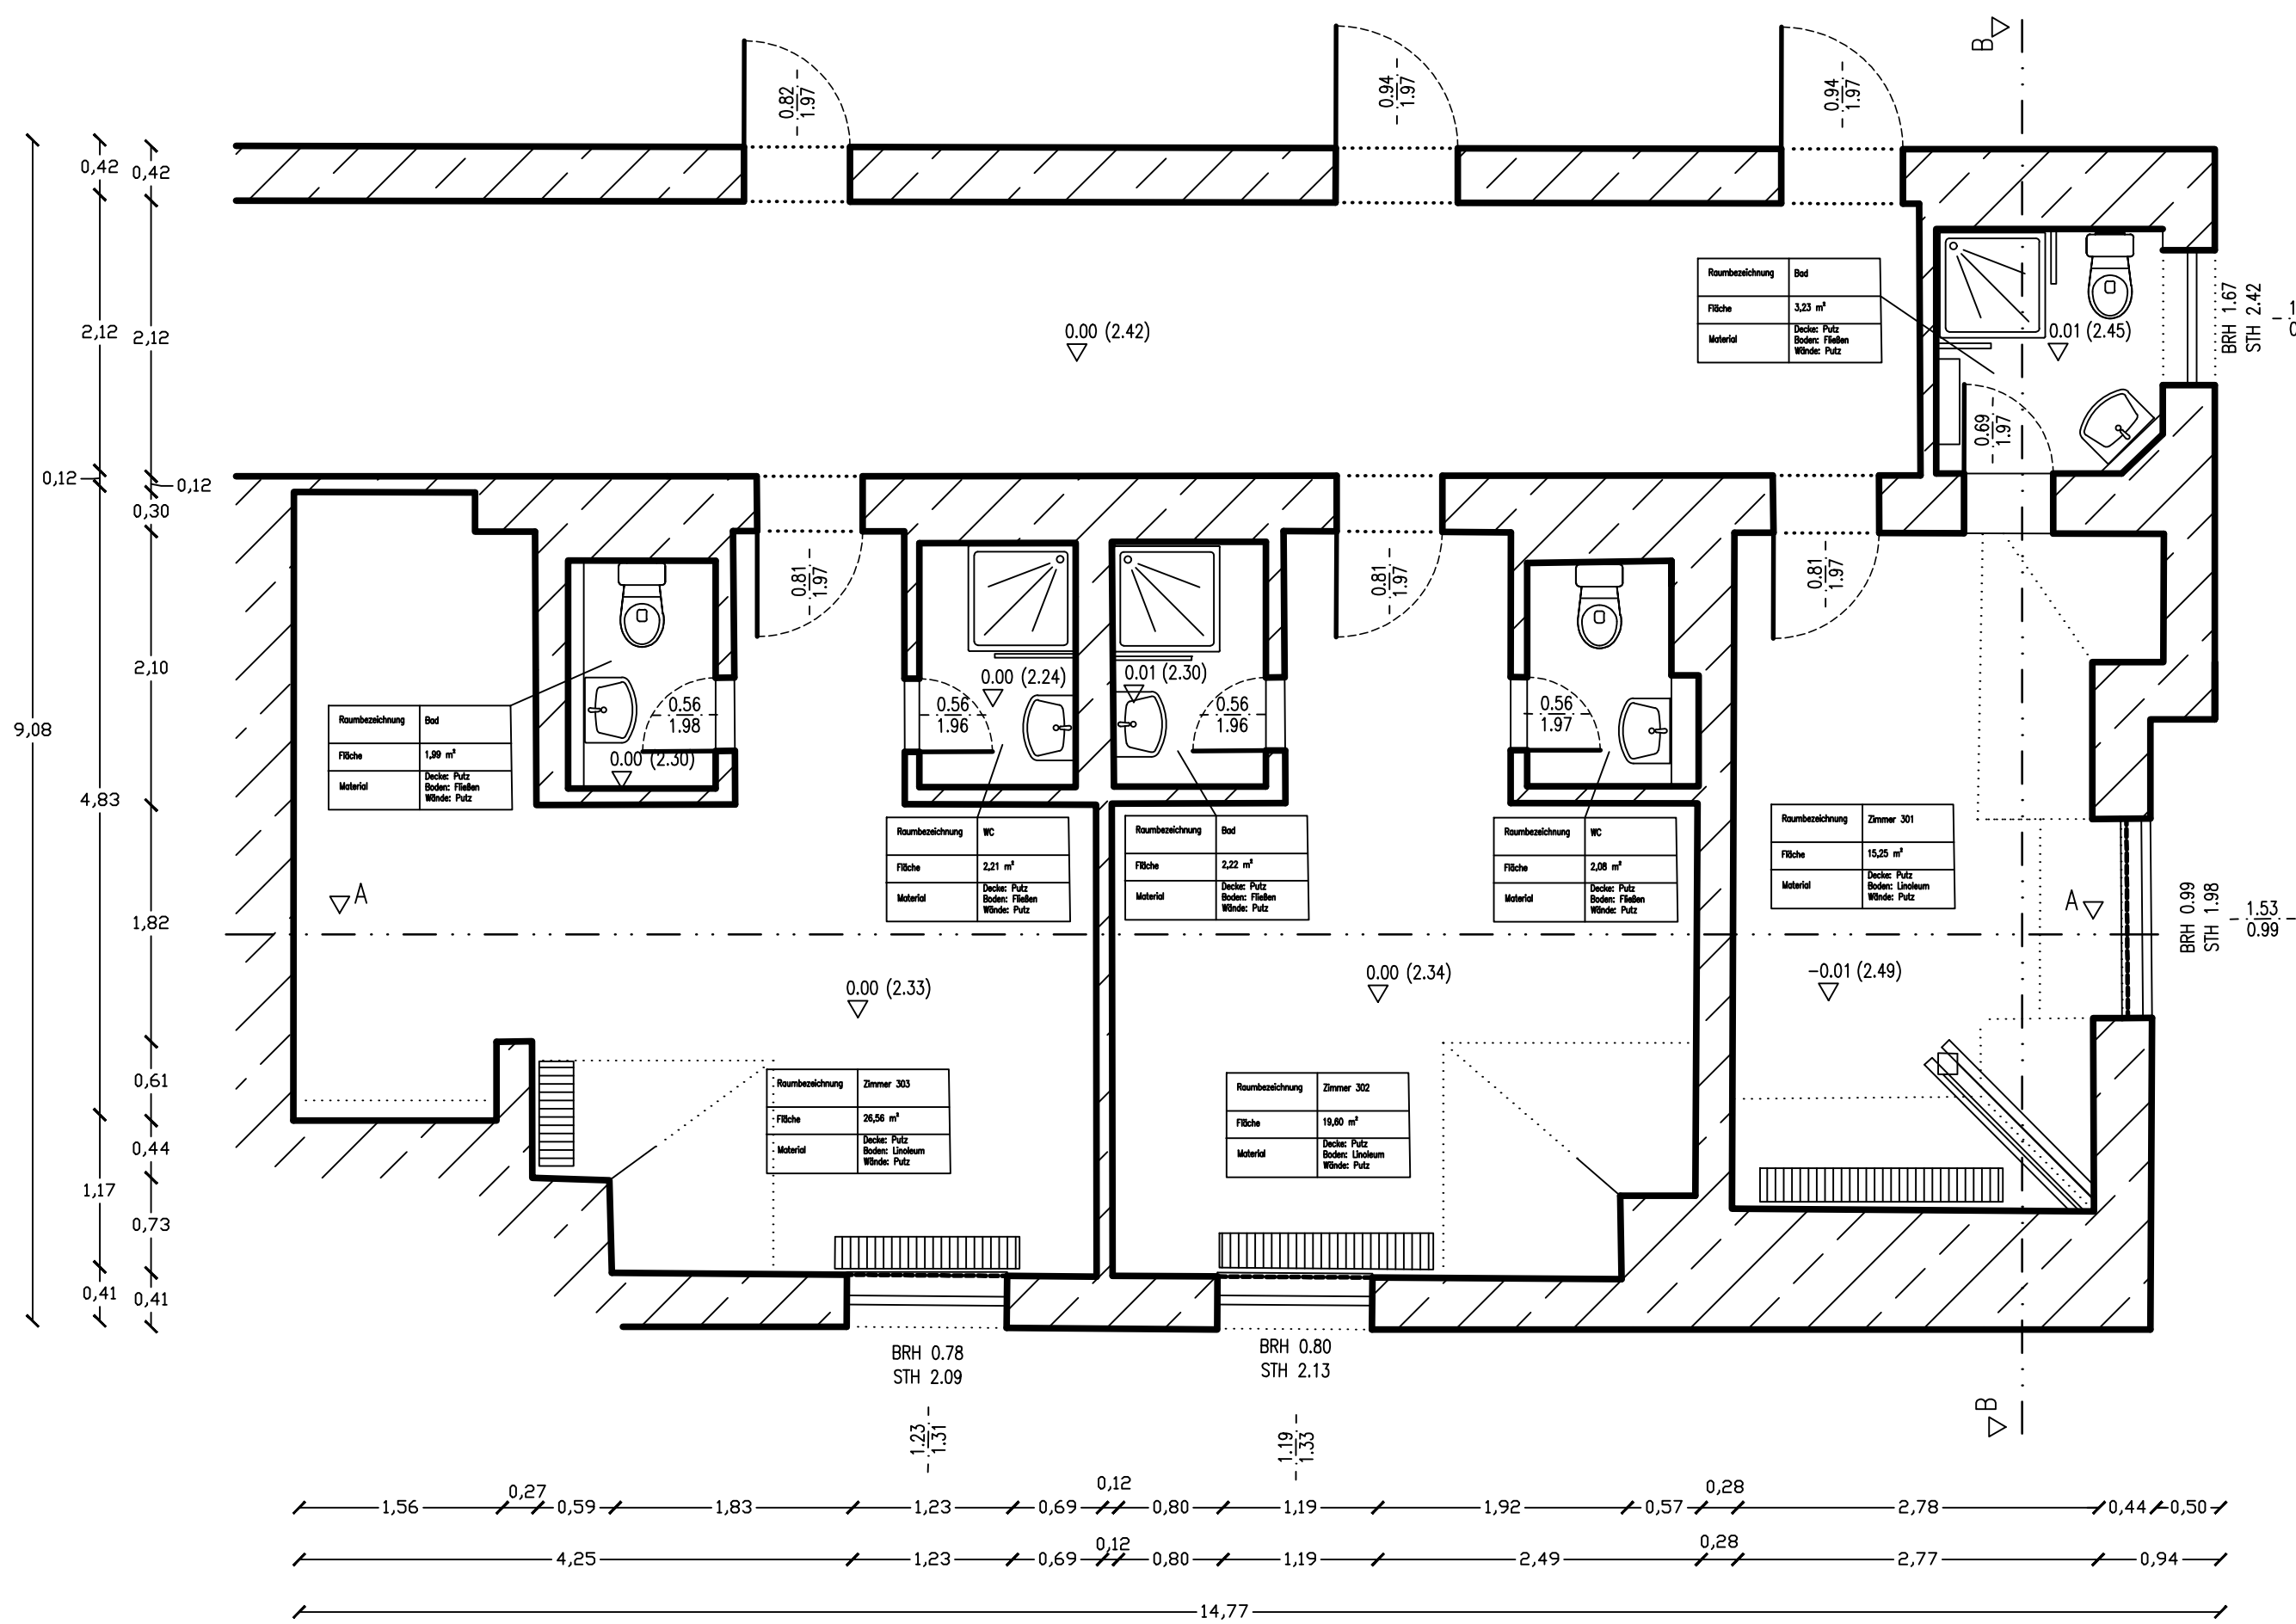 B
0.82
1.97
0.94
1.97
0.94
1.97
0,42
0,42
2,12
2,12
0.00 (2.42)
Raumbezeichnung Bad
Fläche 3,23 m²
Material Decke: Putz
Boden: Fließen
Wände: Putz
0.01 (2.45)
BRH 1.67
STH 2.42
0.69
1.97
0,12
0,12
0,30
0.81
1.97
0.81
1.97
0.81
1.97
2,10
0.00 (2.24)
0.01 (2.30)
0.56
1.98
0.56
1.96
0.56
1.96
0.56
1.97
0.00 (2.30)
9,08
Raumbezeichnung Bad
Fläche 1,99 m²
Material Decke: Putz
Boden: Fließen
Wände: Putz
4,83
Raumbezeichnung WC
Fläche 2,21 m²
Material Decke: Putz
Boden: Fließen
Wände: Putz
Raumbezeichnung Bad
Fläche 2,22 m²
Material Decke: Putz
Boden: Fließen
Wände: Putz
Raumbezeichnung WC
Fläche 2,08 m²
Material Decke: Putz
Boden: Fließen
Wände: Putz
Raumbezeichnung Zimmer 301
Fläche 15,25 m²
Material Decke: Putz
Boden: Linoleum
Wände: Putz
A
A
1,82
BRH 0.99
STH 1.98
1.53
0.99
0.00 (2.33)
0.00 (2.34)
-0.01 (2.49)
0,61
Raumbezeichnung Zimmer 303
Fläche 26,56 m²
Material Decke: Putz
Boden: Linoleum
Wände: Putz
Raumbezeichnung Zimmer 302
Fläche 19,60 m²
Material Decke: Putz
Boden: Linoleum
Wände: Putz
0,44
1,17
0,73
0,41
0,41
BRH 0.78
STH 2.09
BRH 0.80
STH 2.13
B
1.23
1.31
1.19
1.33
1,56 0,27 0,59 1,83 1,23 0,69 0,12 0,80 1,19 1,92 0,57 0,28 2,78 0,44 0,50
4,25 1,23 0,69 0,12 0,80 1,19 2,49 0,28 2,77 0,94
14,77